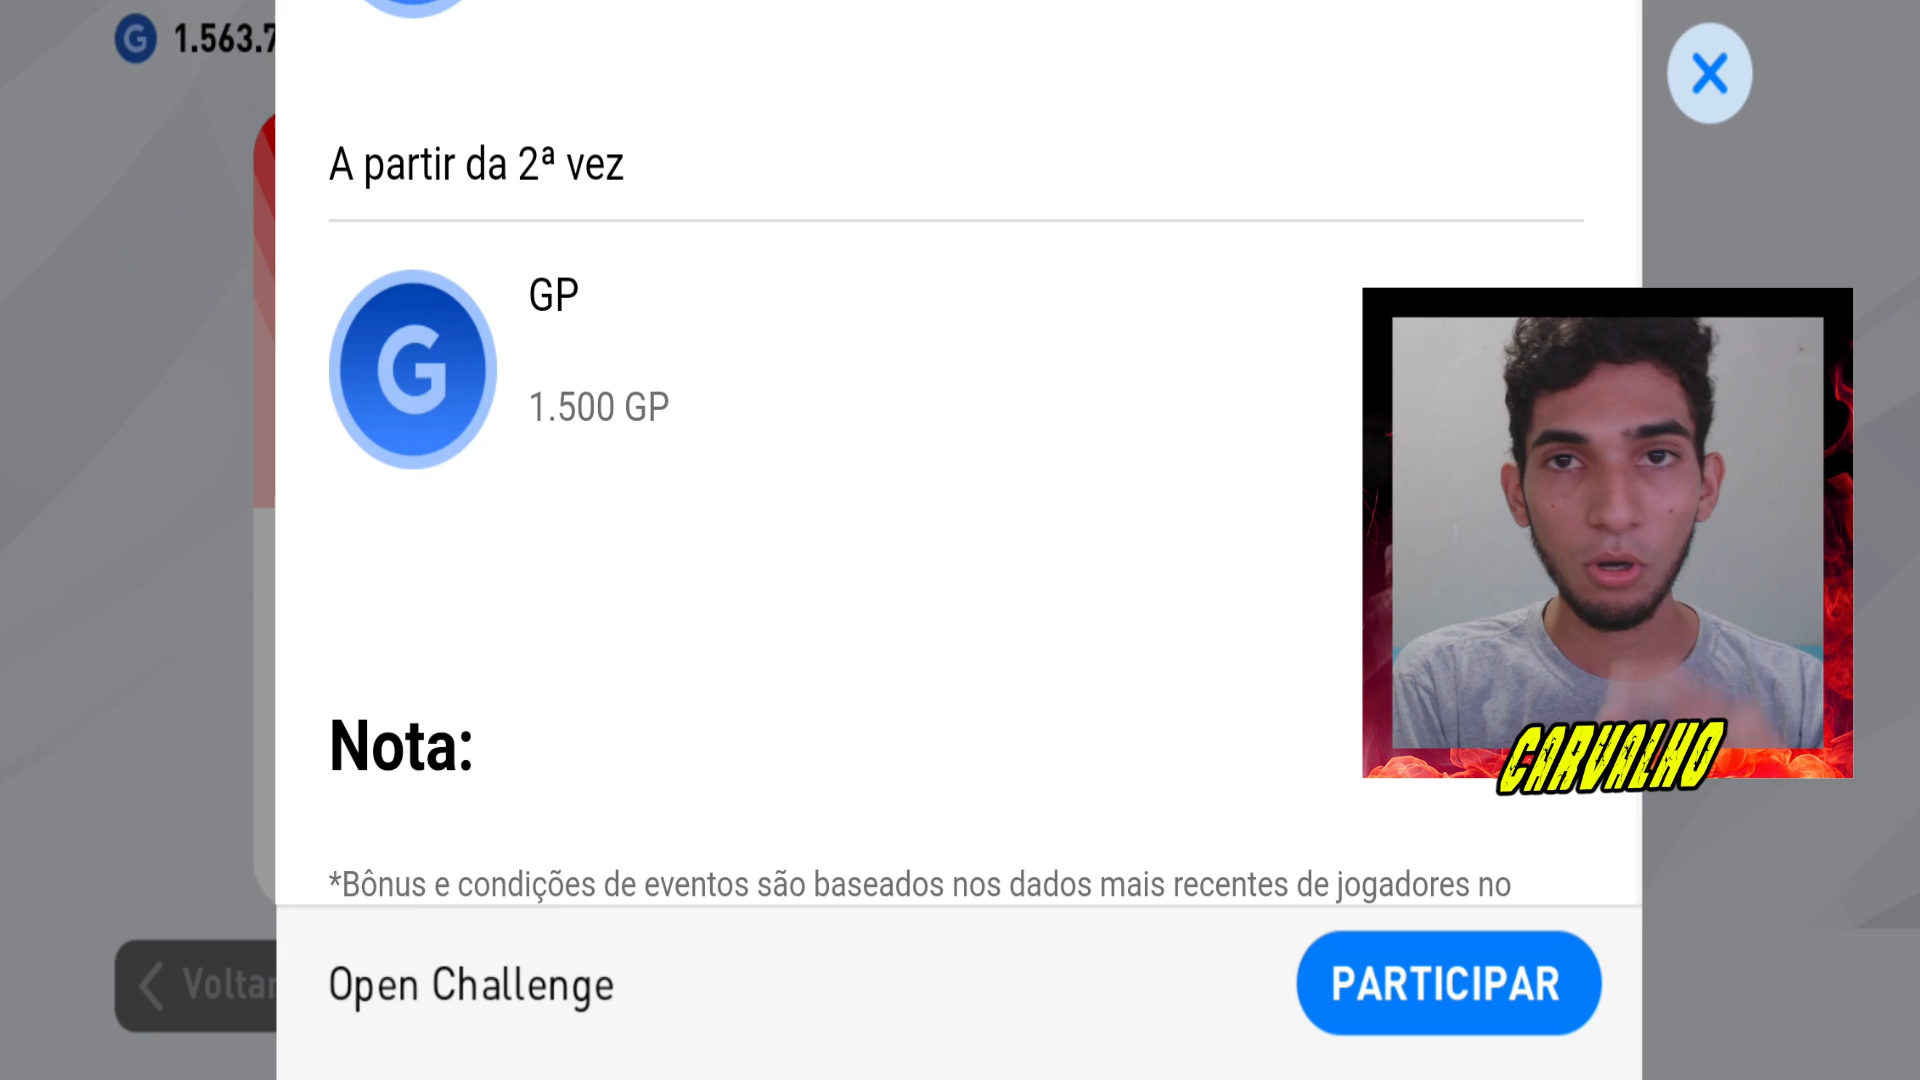 G 1.563.7
A partir da 2ª vez
G
GP
1.500 GP
Nota:
CARVALHO
*Bônus e condições de eventos são baseados nos dados mais recentes de jogadores no
Voltar
Open Challenge
PARTICIPAR